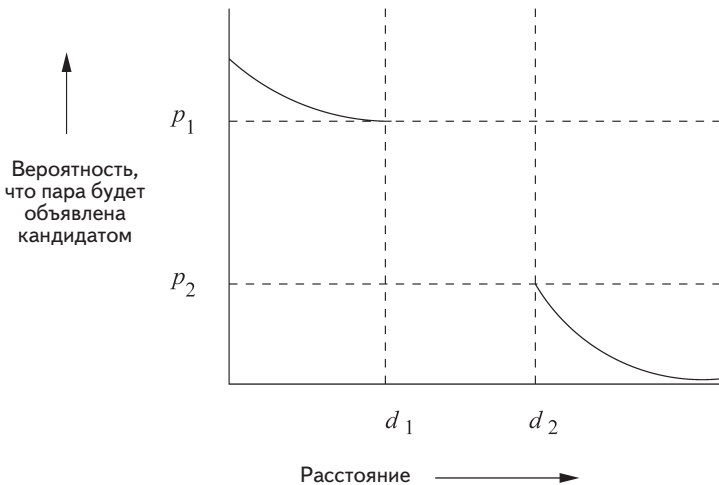 p1
Вероятность,
что пара будет
объявлена
кандидатом
p2
d1
d2
Расстояние